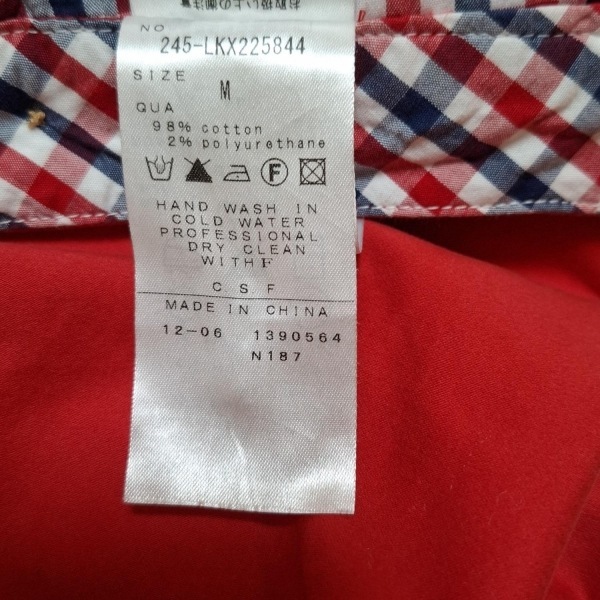 NO
245-LKX225844
SIZE
M
QUA
98% cotton
2% polyurethane
F
HAND WASH IN
COLD WATER
PROFESSIONAL
DRY CLEAN
WITH F
C S F
MADE IN CHINA
12-06 1390564
N187